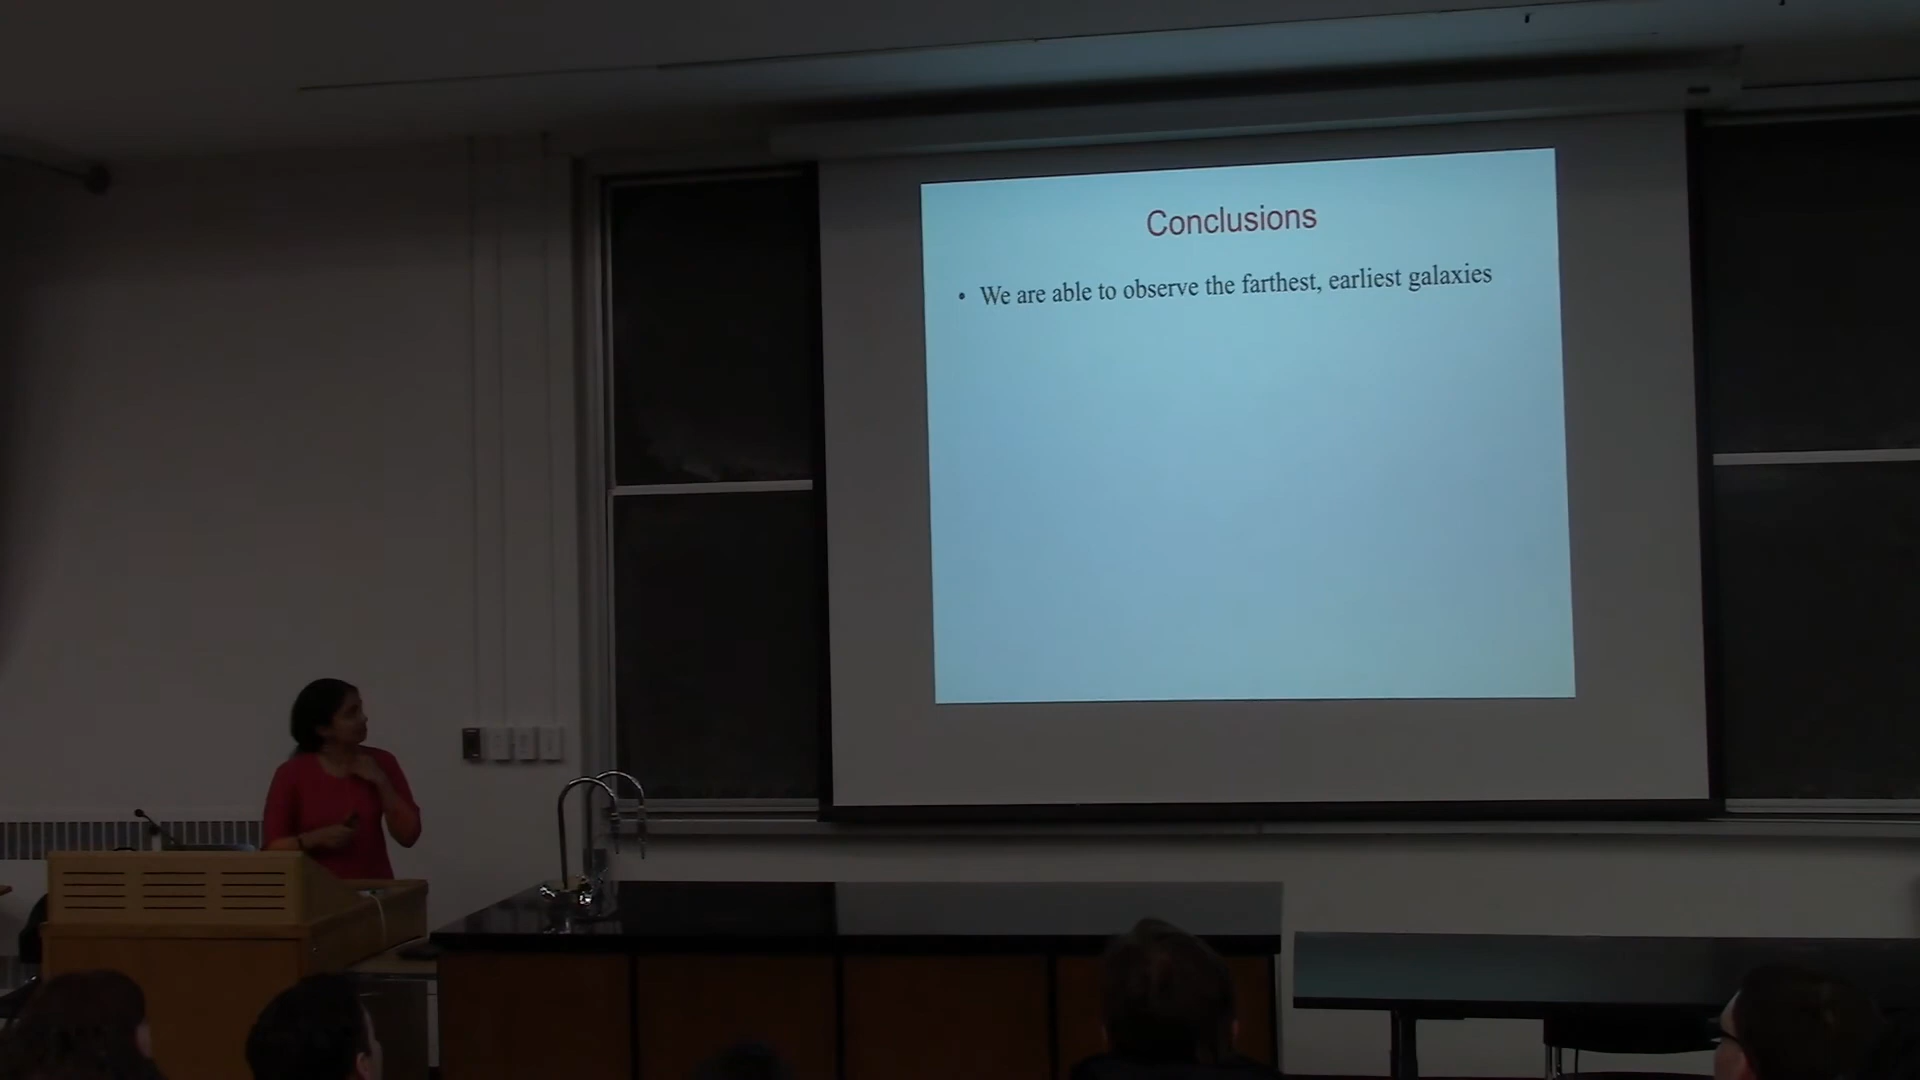 Conclusions
• We are able to observe the farthest, earliest galaxies